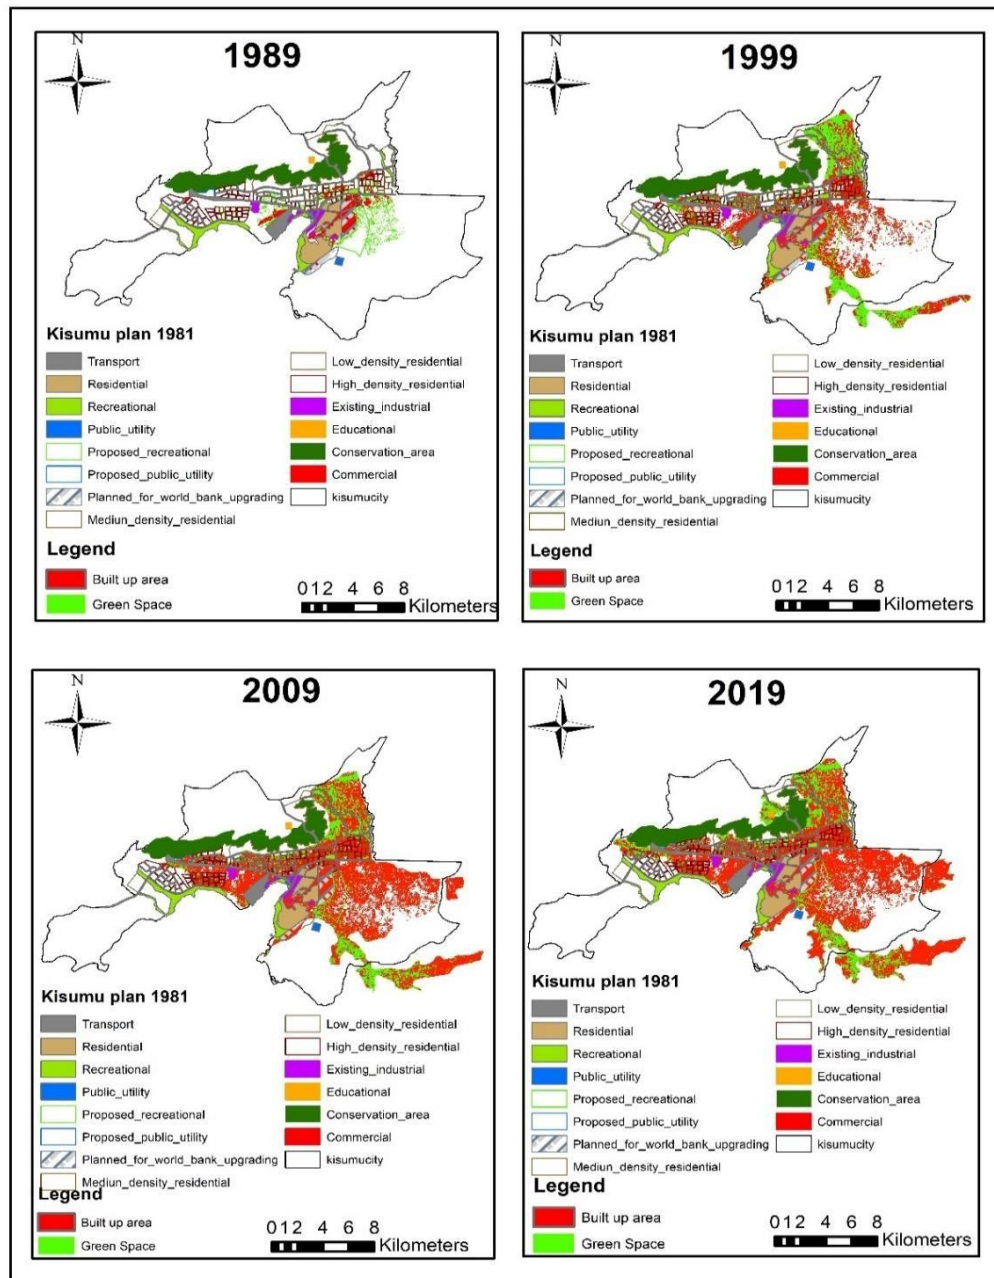 N
1989
Kisumu plan 1981
Transport
Residential
Recreational
Public_utility
Proposed_recreational
Proposed_public_utility
Planned_for_world_bank_upgrading
Mediun_density_residential
Low_density_residential
High_density_residential
Existing_industrial
Educational
Conservation_area
Commercial
kisumucity
Legend
Built up area
Green Space
0 1 2 4 6 8
Kilometers
N
1999
Kisumu plan 1981
Transport
Residential
Recreational
Public_utility
Proposed_recreational
Proposed_public_utility
Planned_for_world_bank_upgrading
Mediun_density_residential
Low_density_residential
High_density_residential
Existing_industrial
Educational
Conservation_area
Commercial
kisumucity
Legend
Built up area
Green Space
0 1 2 4 6 8
Kilometers
N
2009
Kisumu plan 1981
Transport
Residential
Recreational
Public_utility
Proposed_recreational
Proposed_public_utility
Planned_for_world_bank_upgrading
Mediun_density_residential
Low_density_residential
High_density_residential
Existing_industrial
Educational
Conservation_area
Commercial
kisumucity
Legend
Built up area
Green Space
0 1 2 4 6 8
Kilometers
N
2019
Kisumu plan 1981
Transport
Residential
Recreational
Public_utility
Proposed_recreational
Proposed_public_utility
Planned_for_world_bank_upgrading
Mediun_density_residential
Low_density_residential
High_density_residential
Existing_industrial
Educational
Conservation_area
Commercial
kisumucity
Legend
Built up area
Green Space
0 1 2 4 6 8
Kilometers